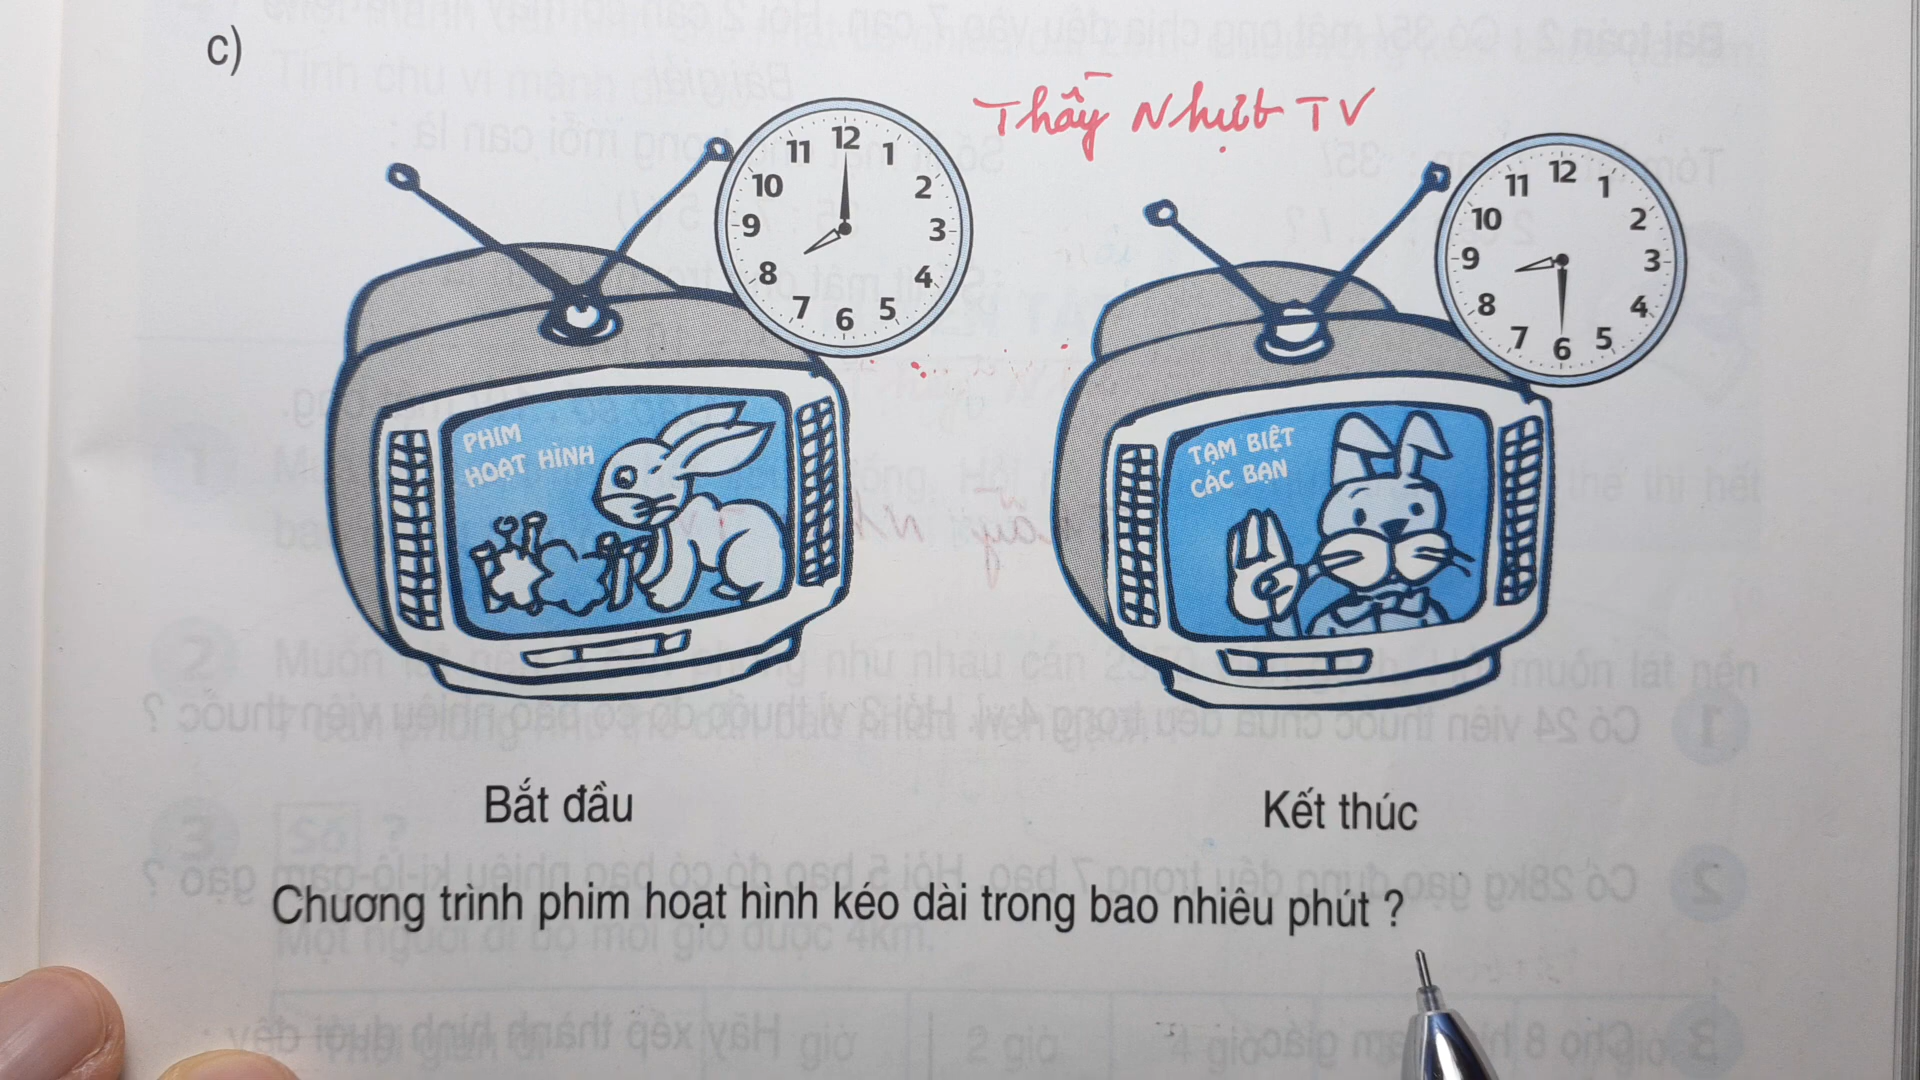 c)
Thầy Nhựt TV
11 12 1
10 2
9 3
8 4
7 6 5
11 12 1
10 2
9 3
8 4
7 6 5
PHIM
HOẠT HÌNH
TẠM BIỆT
CÁC BẠN
Bắt đầu
Kết thúc
Chương trình phim hoạt hình kéo dài trong bao nhiêu phút ?